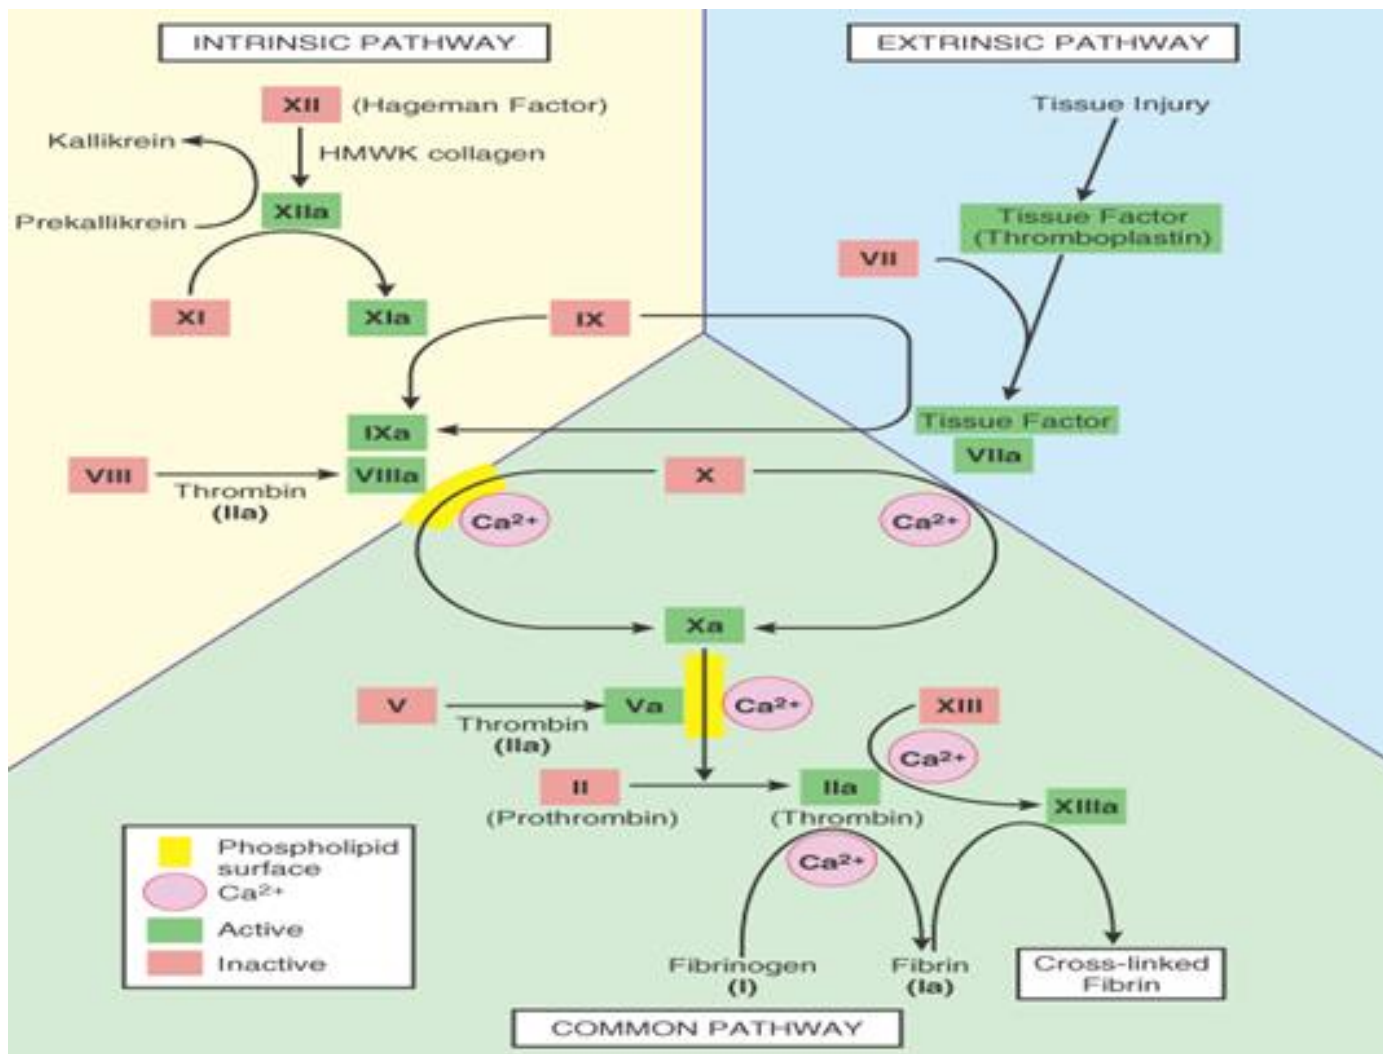 INTRINSIC PATHWAY
EXTRINSIC PATHWAY
XII (Hageman Factor)
Kallikrein
HMWK collagen
Prekallikrein
XIIa
XI
XIa
IX
Tissue Injury
Tissue Factor
(Thromboplastin)
VII
IXa
VIII
Thrombin
(IIa)
VIIIa
Tissue Factor
VIIa
X
Ca2+
Ca2+
Xa
V
Thrombin
(IIa)
Va
Ca2+
XIII
Ca2+
II
(Prothrombin)
IIa
(Thrombin)
XIIIa
Ca2+
Fibrinogen
(I)
Fibrin
(Ia)
Cross-linked
Fibrin
Phospholipid
surface
Ca2+
Active
Inactive
COMMON PATHWAY